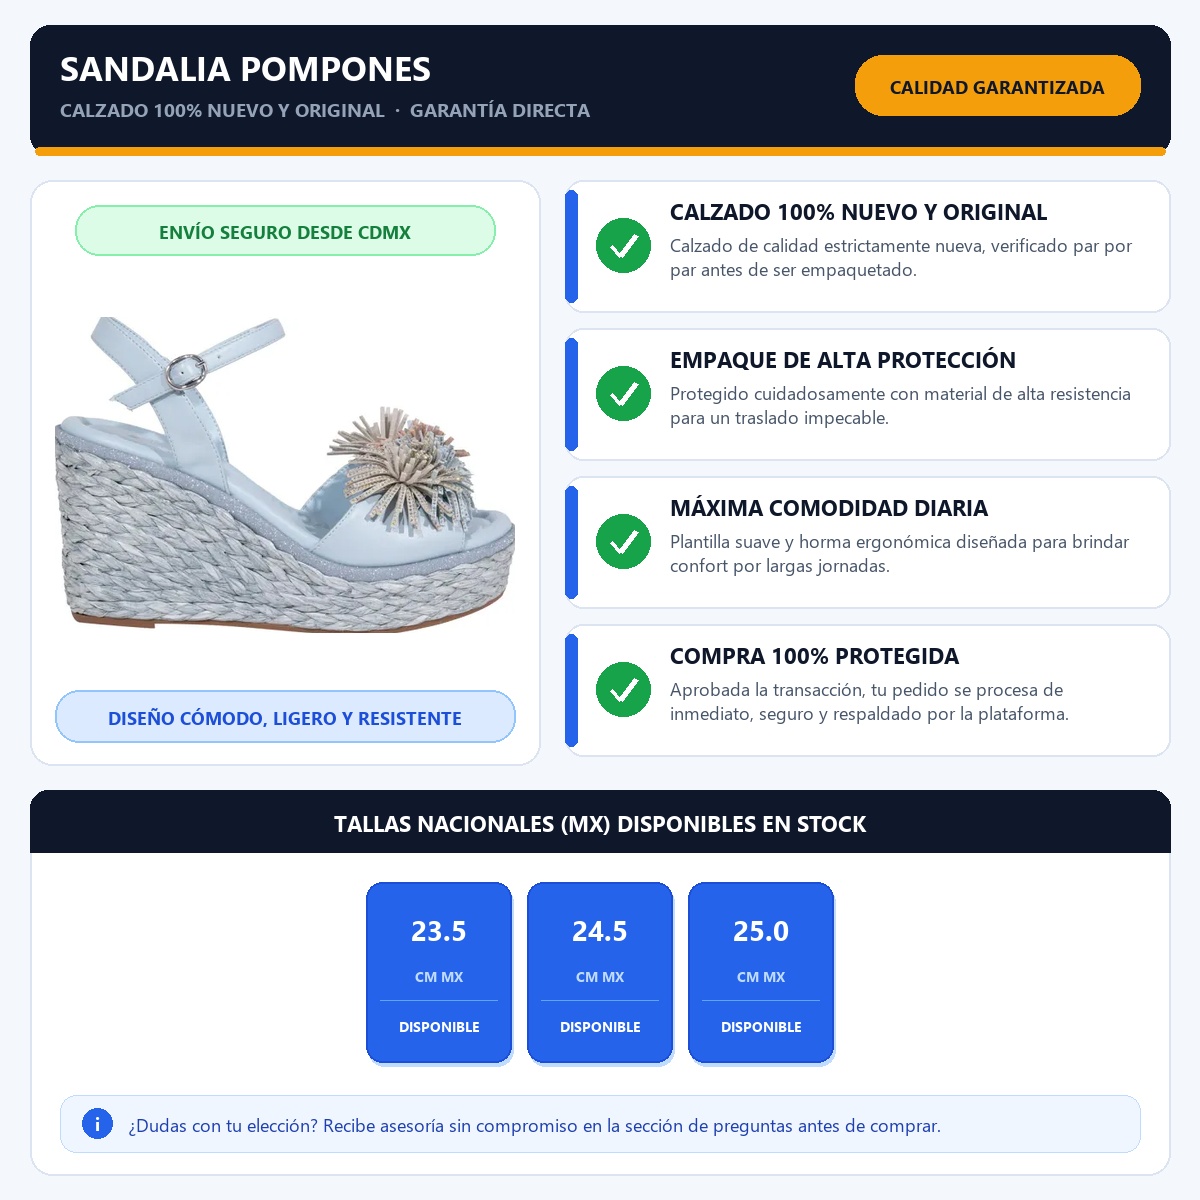 SANDALIA POMPONES
CALZADO 100% NUEVO Y ORIGINAL · GARANTÍA DIRECTA
CALIDAD GARANTIZADA
ENVÍO SEGURO DESDE CDMX
DISEÑO CÓMODO, LIGERO Y RESISTENTE
CALZADO 100% NUEVO Y ORIGINAL
Calzado de calidad estrictamente nueva, verificado par por
par antes de ser empaquetado.
EMPAQUE DE ALTA PROTECCIÓN
Protegido cuidadosamente con material de alta resistencia
para un traslado impecable.
MÁXIMA COMODIDAD DIARIA
Plantilla suave y horma ergonómica diseñada para brindar
confort por largas jornadas.
COMPRA 100% PROTEGIDA
Aprobada la transacción, tu pedido se procesa de
inmediato, seguro y respaldado por la plataforma.
TALLAS NACIONALES (MX) DISPONIBLES EN STOCK
23.5
CM MX
DISPONIBLE
24.5
CM MX
DISPONIBLE
25.0
CM MX
DISPONIBLE
i
¿Dudas con tu elección? Recibe asesoría sin compromiso en la sección de preguntas antes de comprar.